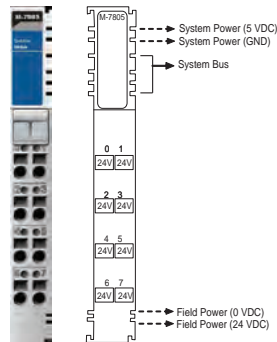 M-7805
M-7805
System Power (5 VDC)
System Power (GND)
System Bus
0 1
24V 24V
2 3
24V 24V
4 5
24V 24V
6 7
24V 24V
Field Power (0 VDC)
Field Power (24 VDC)